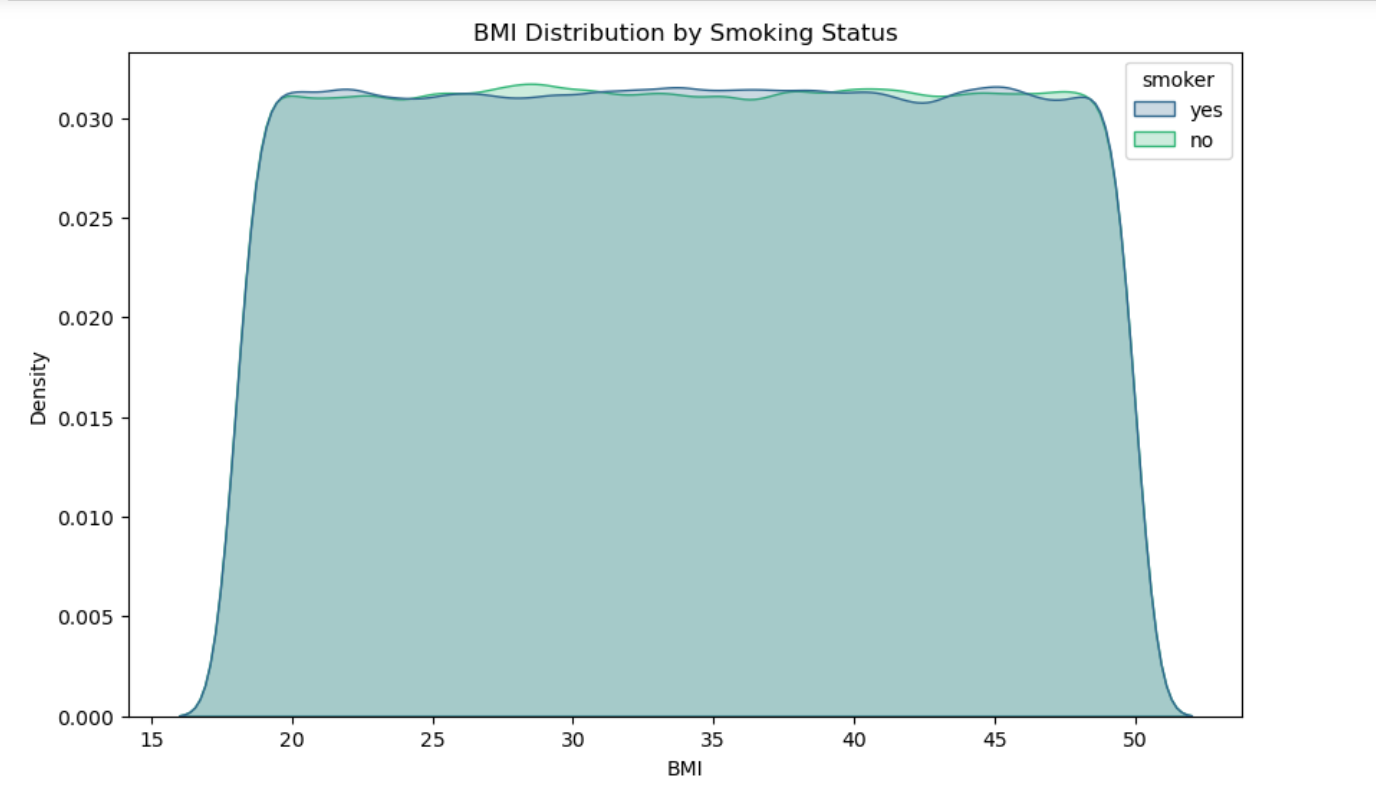 BMI Distribution by Smoking Status
smoker
yes
no
0.030
0.025
0.020
0.015
0.010
0.005
0.000
Density
15 20 25 30 35 40 45 50
BMI